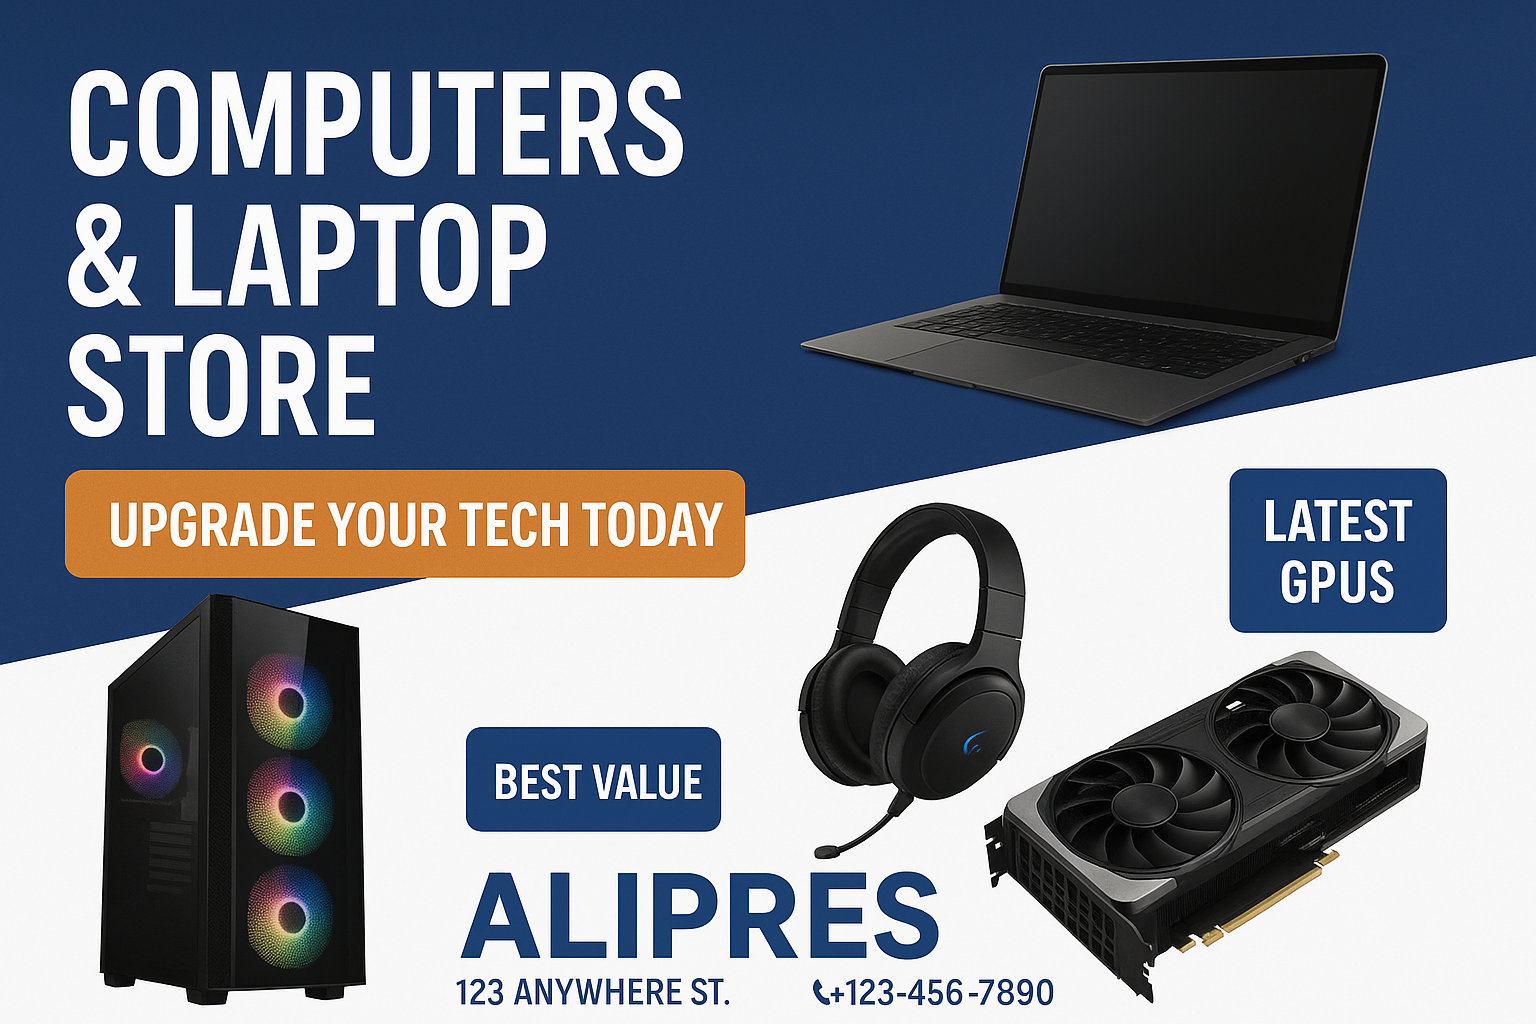 COMPUTERS
& LAPTOP
STORE
UPGRADE YOUR TECH TODAY
LATEST
GPUS
BEST VALUE
ALIPRES
123 ANYWHERE ST.
+123-456-7890